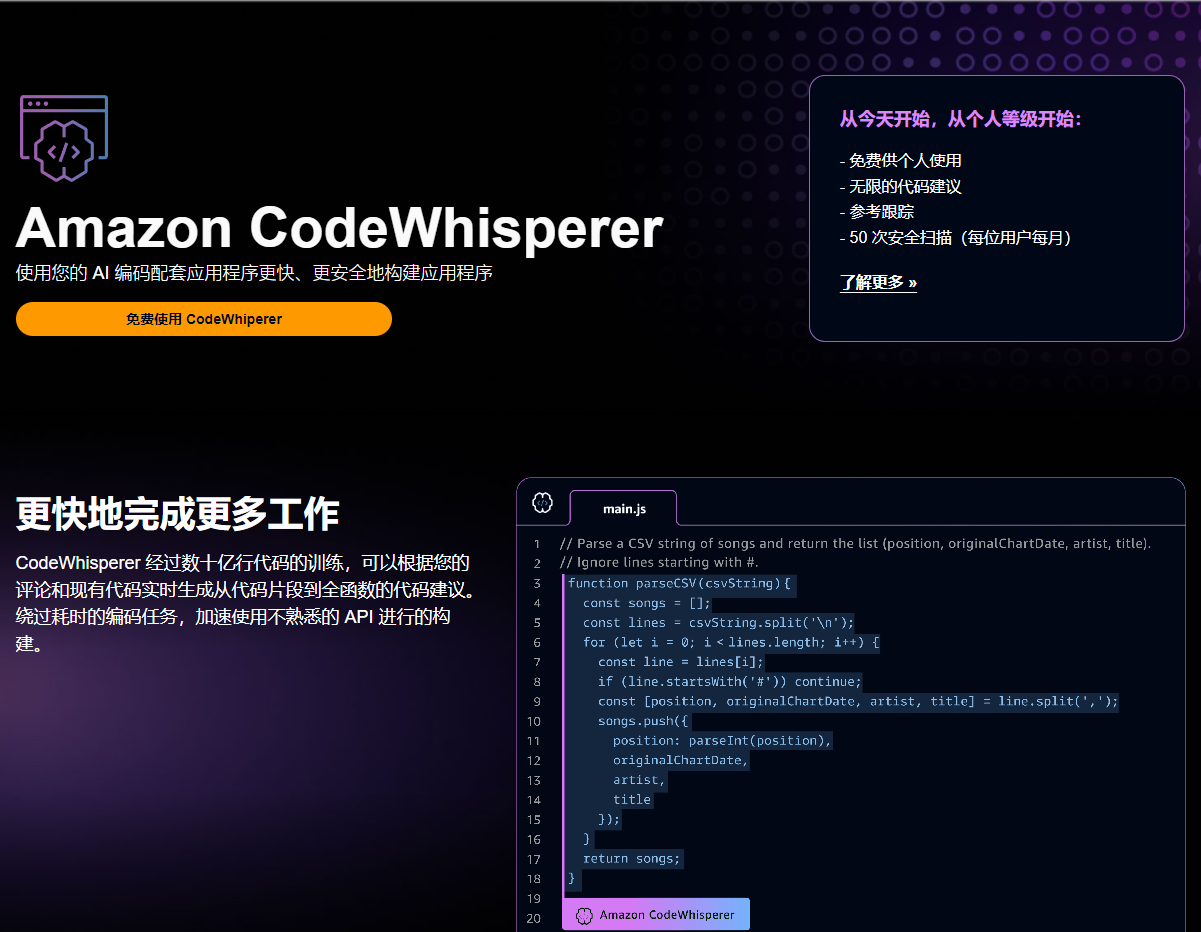 Amazon CodeWhisperer
使用您的 AI 编码配套应用程序更快、更安全地构建应用程序
免费使用 CodeWhiperer
从今天开始，从个人等级开始：
- 免费供个人使用
- 无限的代码建议
- 参考跟踪
- 50 次安全扫描（每位用户每月）
了解更多 »
更快地完成更多工作
CodeWhisperer 经过数十亿行代码的训练，可以根据您的
评论和现有代码实时生成从代码片段到全函数的代码建议。
绕过耗时的编码任务，加速使用不熟悉的 API 进行的构
建。
main.js
1 // Parse a CSV string of songs and return the list (position, originalChartDate, artist, title).
2 // Ignore lines starting with #.
3 function parseCSV(csvString){
4 const songs = [];
5 const lines = csvString.split('\n');
6 for (let i = 0; i < lines.length; i++) {
7 const line = lines[i];
8 if (line.startsWith('#')) continue;
9 const [position, originalChartDate, artist, title] = line.split(',');
10 songs.push({
11 position: parseInt(position),
12 originalChartDate,
13 artist,
14 title
15 });
16 }
17 return songs;
18 }
19
20 Amazon CodeWhisperer